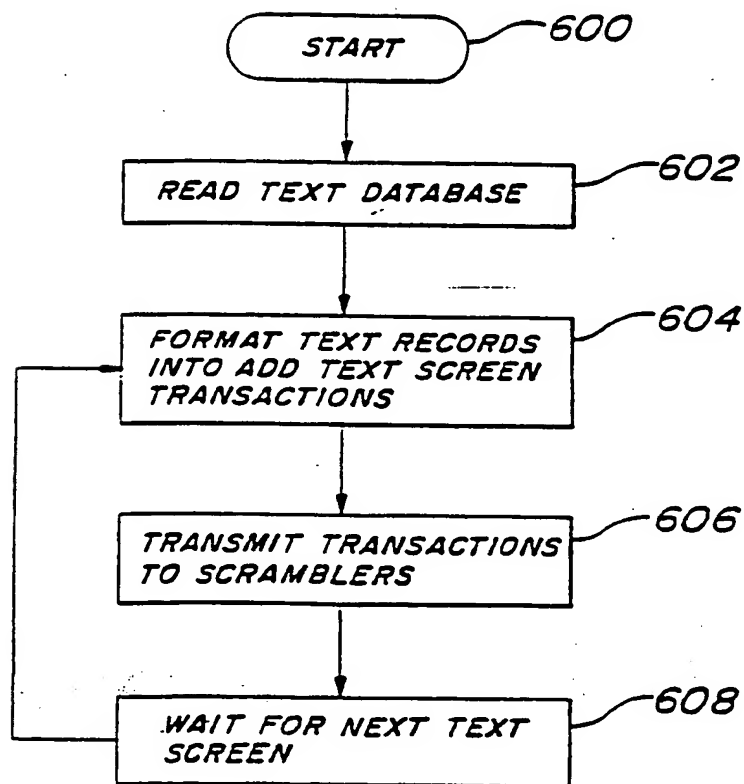 START
600
READ TEXT DATABASE
602
FORMAT TEXT RECORDS
INTO ADD TEXT SCREEN
TRANSACTIONS
604
TRANSMIT TRANSACTIONS
TO SCRAMBLERS
606
WAIT FOR NEXT TEXT
SCREEN
608